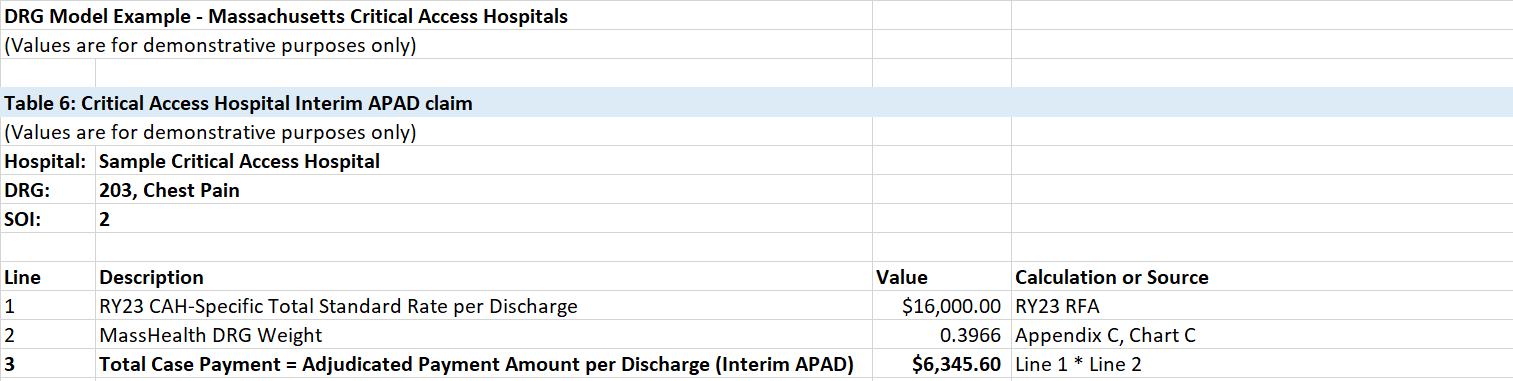 DRG Model Example - Massachusetts Critical Access Hospitals
(Values are for demonstrative purposes only)
Table 6: Critical Access Hospital Interim APAD claim
(Values are for demonstrative purposes only)
Hospital: Sample Critical Access Hospital
DRG: 203, Chest Pain
SOI: 2
Line Description Value Calculation or Source
1 RY23 CAH-Specific Total Standard Rate per Discharge $16,000.00 RY23 RFA
2 MassHealth DRG Weight 0.3966 Appendix C, Chart C
3 Total Case Payment = Adjudicated Payment Amount per Discharge (Interim APAD) $6,345.60 Line 1 * Line 2